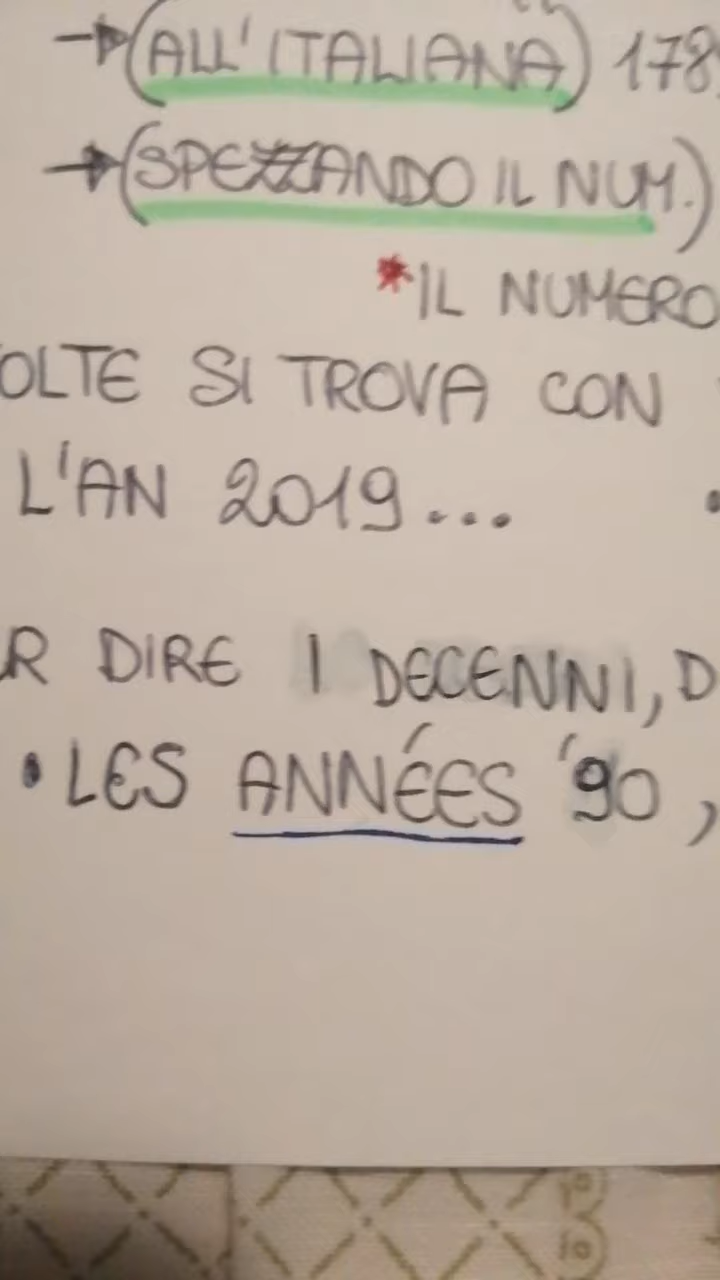 →(ALL' ITALIANA) 178
→(SPEZZANDO IL NUM.)
*IL NUMERO
OLTE SI TROVA CON
L'AN 2019...
R DIRE I DECENNI, D
• LES ANNÉES '90,